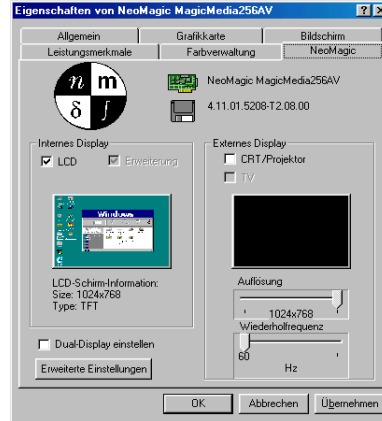 Eigenschaften von NeoMagic MagicMedia256AV
Allgemein
Grafikkarte
Bildschirm
Leistungsmerkmale
Farbverwaltung
NeoMagic
n m
δ ∫
NeoMagic MagicMedia256AV
4.11.01.5208-T2.08.00
Internes Display
LCD
Erweiterung
Windows
LCD-Schirm-Information:
Size: 1024x768
Type: TFT
Dual-Display einstellen
Erweiterte Einstellungen
Externes Display
CRT/Projektor
TV
Auflösung
1024x768
Wiederholfrequenz
60
Hz
OK
Abbrechen
Übernehmen